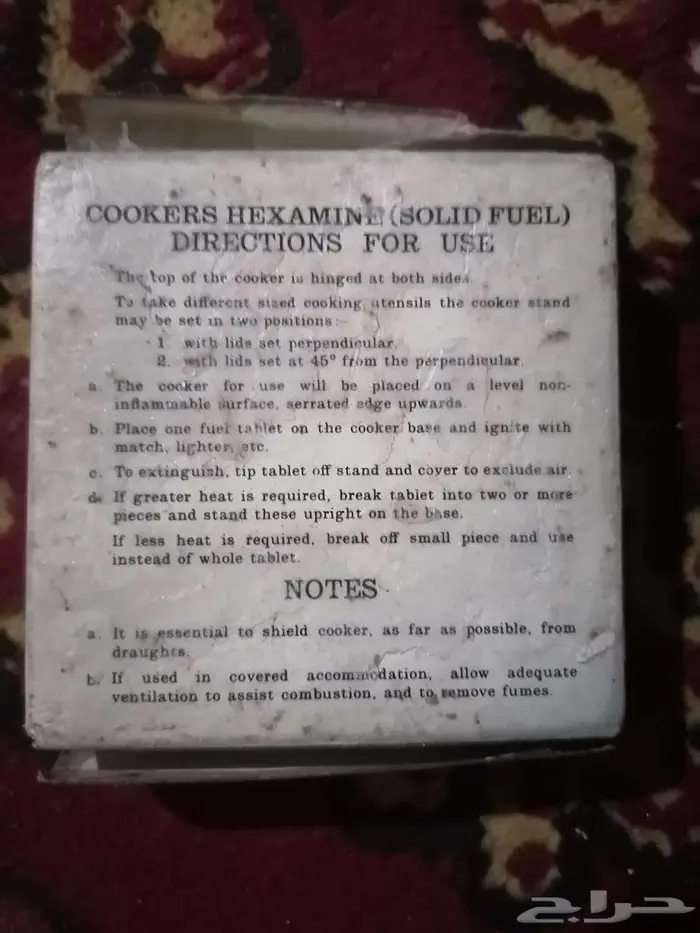 COOKERS HEXAMINE (SOLID FUEL)
DIRECTIONS FOR USE
The top of the cooker is hinged at both sides.
To take different sized cooking utensils the cooker stand
may be set in two positions:-
1. with lids set perpendicular.
2. with lids set at 45° from the perpendicular.
a. The cooker for use will be placed on a level non-
inflammable surface, serrated edge upwards.
b. Place one fuel tablet on the cooker base and ignite with
match, lighter, etc.
c. To extinguish, tip tablet off stand and cover to exclude air.
d. If greater heat is required, break tablet into two or more
pieces and stand these upright on the base.
If less heat is required, break off small piece and use
instead of whole tablet.
NOTES
a. It is essential to shield cooker, as far as possible, from
draughts.
b. If used in covered accommodation, allow adequate
ventilation to assist combustion, and to remove fumes.
حراج